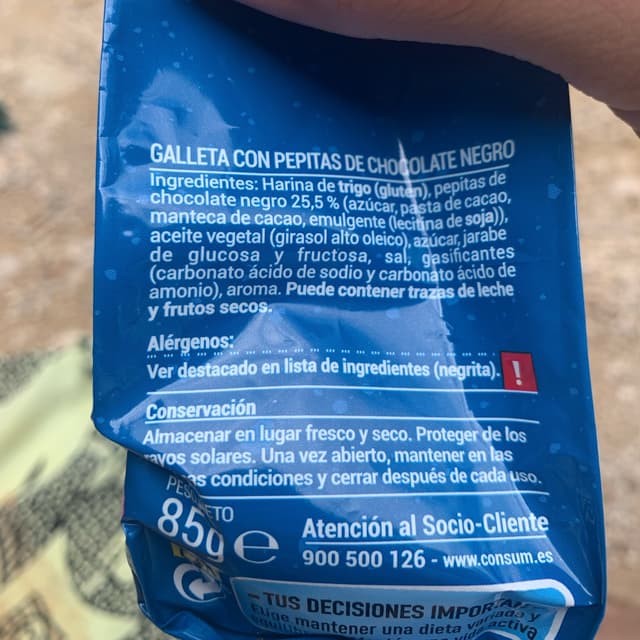 GALLETA CON PEPITAS DE CHOCOLATE NEGRO
Ingredientes: Harina de trigo (gluten), pepitas de
chocolate negro 25,5 % (azúcar, pasta de cacao,
manteca de cacao, emulgente (lecitina de soja)),
aceite vegetal (girasol alto oleico), azúcar, jarabe
de glucosa y fructosa, sal, gasificantes
(carbonato ácido de sodio y carbonato ácido de
amonio), aroma. Puede contener trazas de leche
y frutos secos.
Alérgenos:
Ver destacado en lista de ingredientes (negrita). !
Conservación
Almacenar en lugar fresco y seco. Proteger de los
rayos solares. Una vez abierto, mantener en las
condiciones y cerrar después de cada uso.
PESO NETO
85g e
Atención al Socio-Cliente
900 500 126 - www.consum.es
- TUS DECISIONES
mantener una dieta variada y